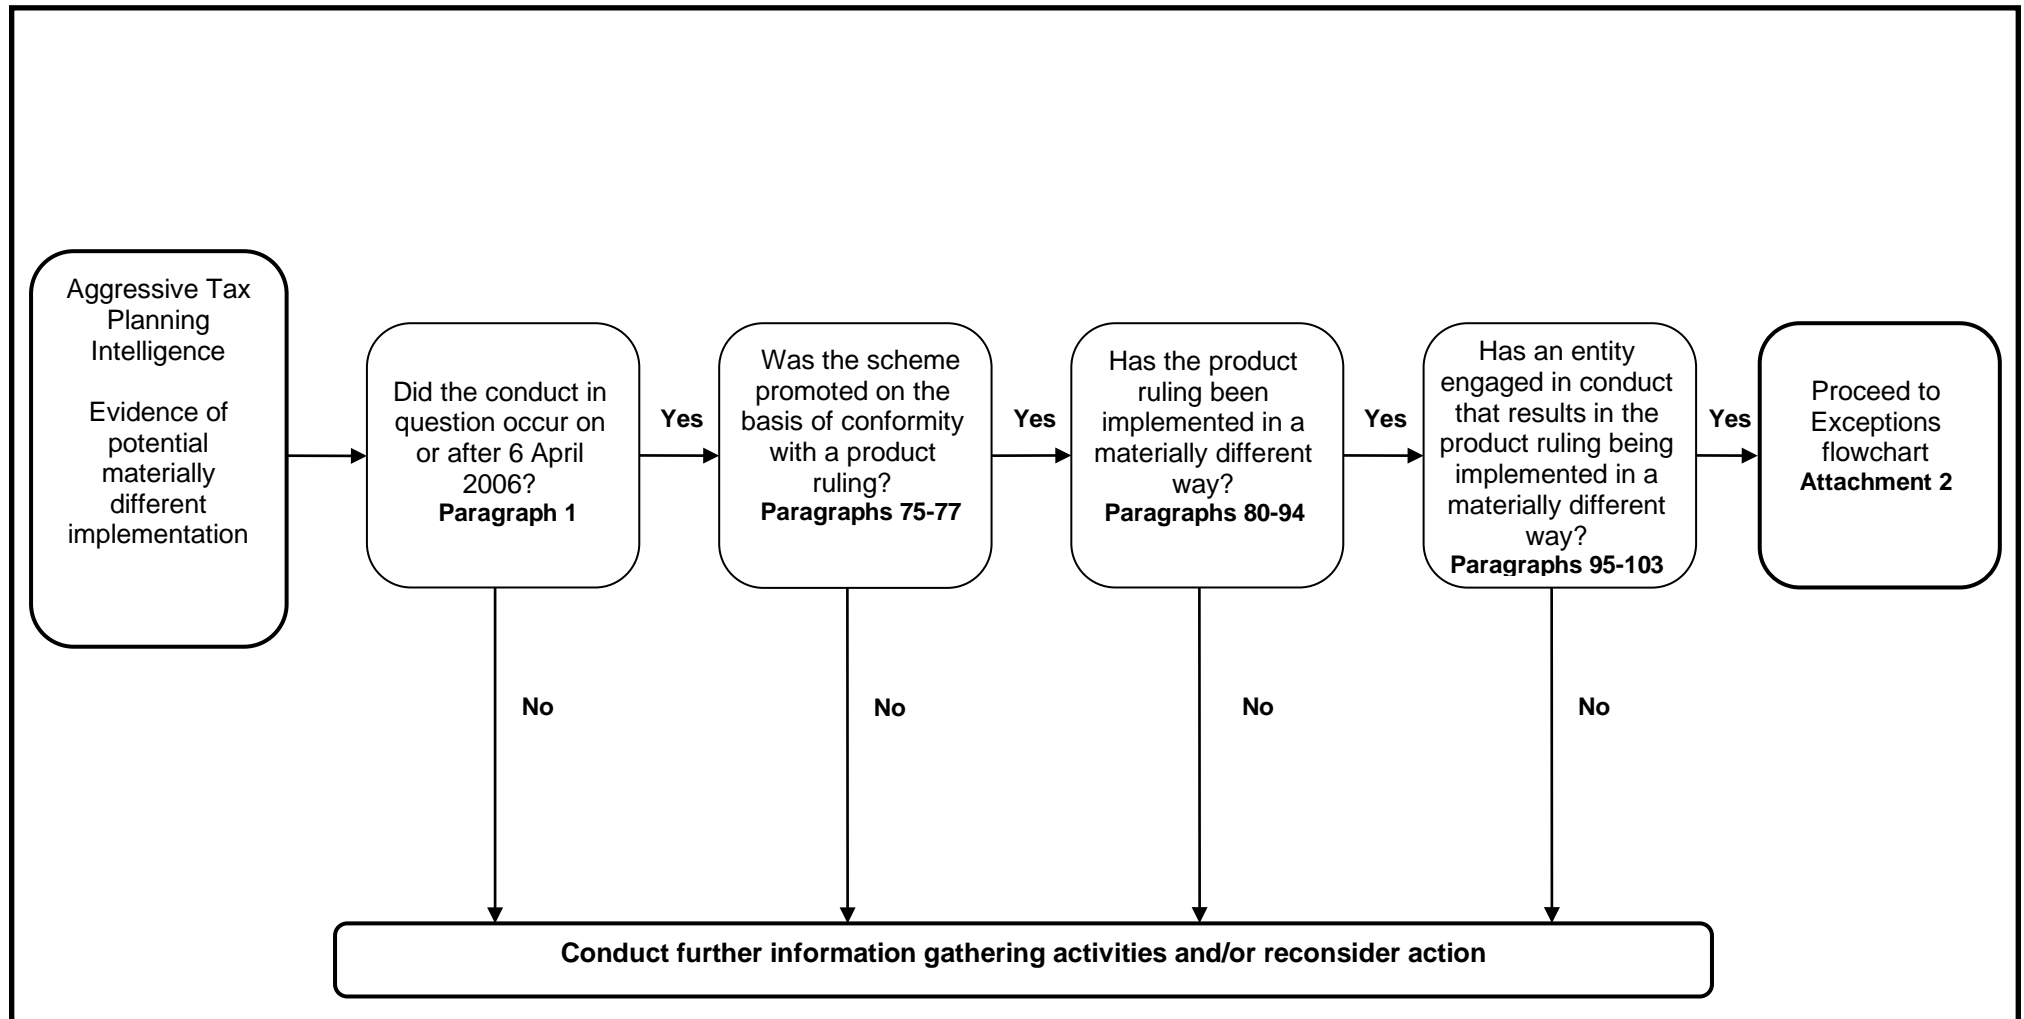 Aggressive Tax
Planning
Intelligence
Evidence of
potential
materially
different
implementation
Did the conduct in
question occur on
or after 6 April
2006?
Paragraph 1
Yes
Was the scheme
promoted on the
basis of conformity
with a product
ruling?
Paragraphs 75-77
Yes
Has the product
ruling been
implemented in a
materially different
way?
Paragraphs 80-94
Yes
Has an entity
engaged in conduct
that results in the
product ruling being
implemented in a
materially different
way?
Paragraphs 95-103
Yes
Proceed to
Exceptions
flowchart
Attachment 2
No
No
No
No
Conduct further information gathering activities and/or reconsider action